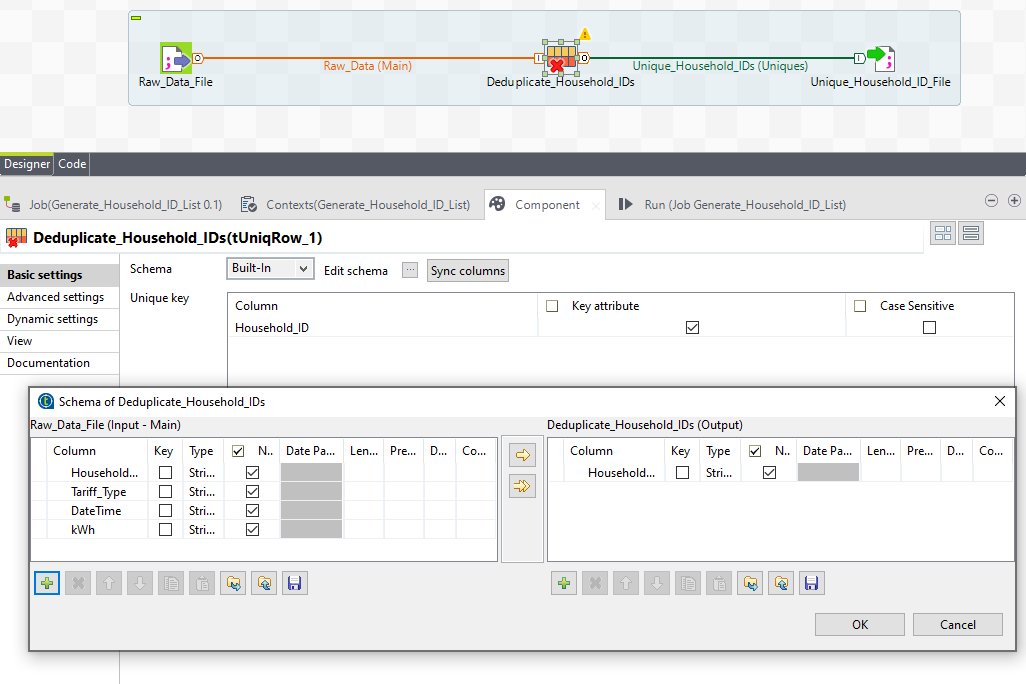 Raw_Data (Main)
Unique_Household_IDs (Uniques)
Raw_Data_File
Deduplicate_Household_IDs
Unique_Household_ID_File
Designer Code
Job(Generate_Household_ID_List 0.1) Contexts(Generate_Household_ID_List) Component Run (Job Generate_Household_ID_List)
Deduplicate_Household_IDs(tUniqRow_1)
Basic settings
Advanced settings
Dynamic settings
View
Documentation
Schema Built-In Edit schema ... Sync columns
Unique key
Column Key attribute Case Sensitive
Household_ID
Schema of Deduplicate_Household_IDs
Raw_Data_File (Input - Main) Deduplicate_Household_IDs (Output)
Column Key Type N.. Date Pa... Len... Pre... D... Co... Column Key Type N.. Date Pa... Len... Pre... D... Co...
Household... Stri... Household... Stri...
Tariff_Type Stri...
DateTime Stri...
kWh Stri...
OK Cancel